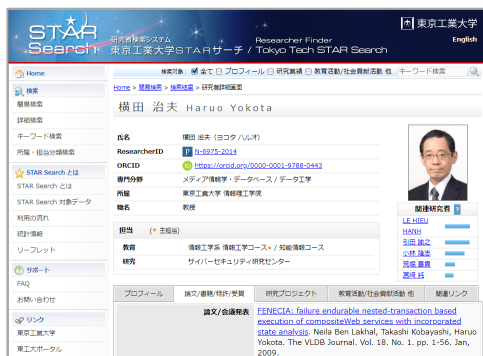 STAR Search
研究者検索システム
Researcher Finder
東京工業大学STARサーチ / Tokyo Tech STAR Search
東京工業大学
English
Home
検索対象: 全て プロフィール 研究業績 教育活動/社会貢献活動 他 キーワード検索
検索
簡易検索
詳細検索
キーワード検索
所属・担当分類検索
STAR Search とは
STAR Search とは
STAR Search 対象データ
利用の流れ
統計情報
リーフレット
サポート
FAQ
お問い合わせ
リンク
東京工業大学
東工大ポータル
Home > 簡易検索 > 検索結果 > 研究者詳細画面
横田 治夫 Haruo Yokota
氏名 横田 治夫 (ヨコタ ハルオ)
ResearcherID N-6975-2014
ORCID iD https://orcid.org/0000-0001-9788-0443
専門分野 メディア情報学・データベース / データ工学
所属 東京工業大学 情報理工学院
職名 教授
担当 (* 主担当)
教育 情報工学系 情報工学コース* / 知能情報コース
研究 サイバーセキュリティ研究センター
関連研究者 ?
LE HIEU
HANH
引田 諭之
小林 隆志
荒堀 喜貴
宮崎 純
プロフィール 論文/書籍/特許/受賞 研究プロジェクト 教育活動/社会貢献活動 他 関連リンク
論文/会議発表 FENECIA: failure endurable nested-transaction based
execution of compositeWeb services with incorporated
state analysis. Neila Ben Lakhal, Takashi Kobayashi, Haruo
Yokota. The VLDB Journal. Vol. 18. No. 1. pp. 1-56. Jan,
2009.